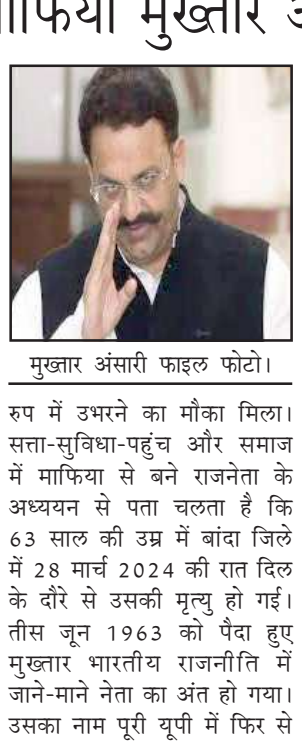 माफिया मुख्तार अ
मुख्तार अंसारी फाइल फोटो।
रुप में उभरने का मौका मिला।
सत्ता-सुविधा-पहुंच और समाज
में माफिया से बने राजनेता के
अध्ययन से पता चलता है कि
63 साल की उम्र में बांदा जिले
में 28 मार्च 2024 की रात दिल
के दौरे से उसकी मृत्यु हो गई।
तीस जून 1963 को पैदा हुए
मुख्तार भारतीय राजनीति में
जाने-माने नेता का अंत हो गया।
उसका नाम पूरी यूपी में फिर से